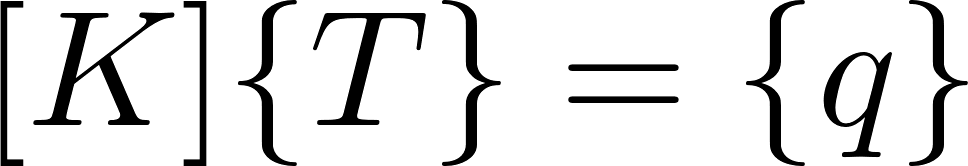 [K]{T} = {q}